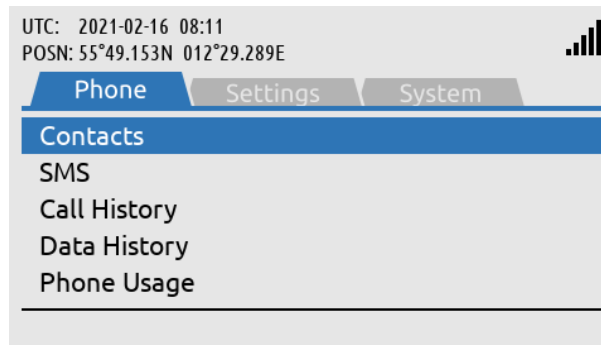 UTC: 2021-02-16 08:11
POSN: 55°49.153N 012°29.289E
Phone Settings System
Contacts
SMS
Call History
Data History
Phone Usage